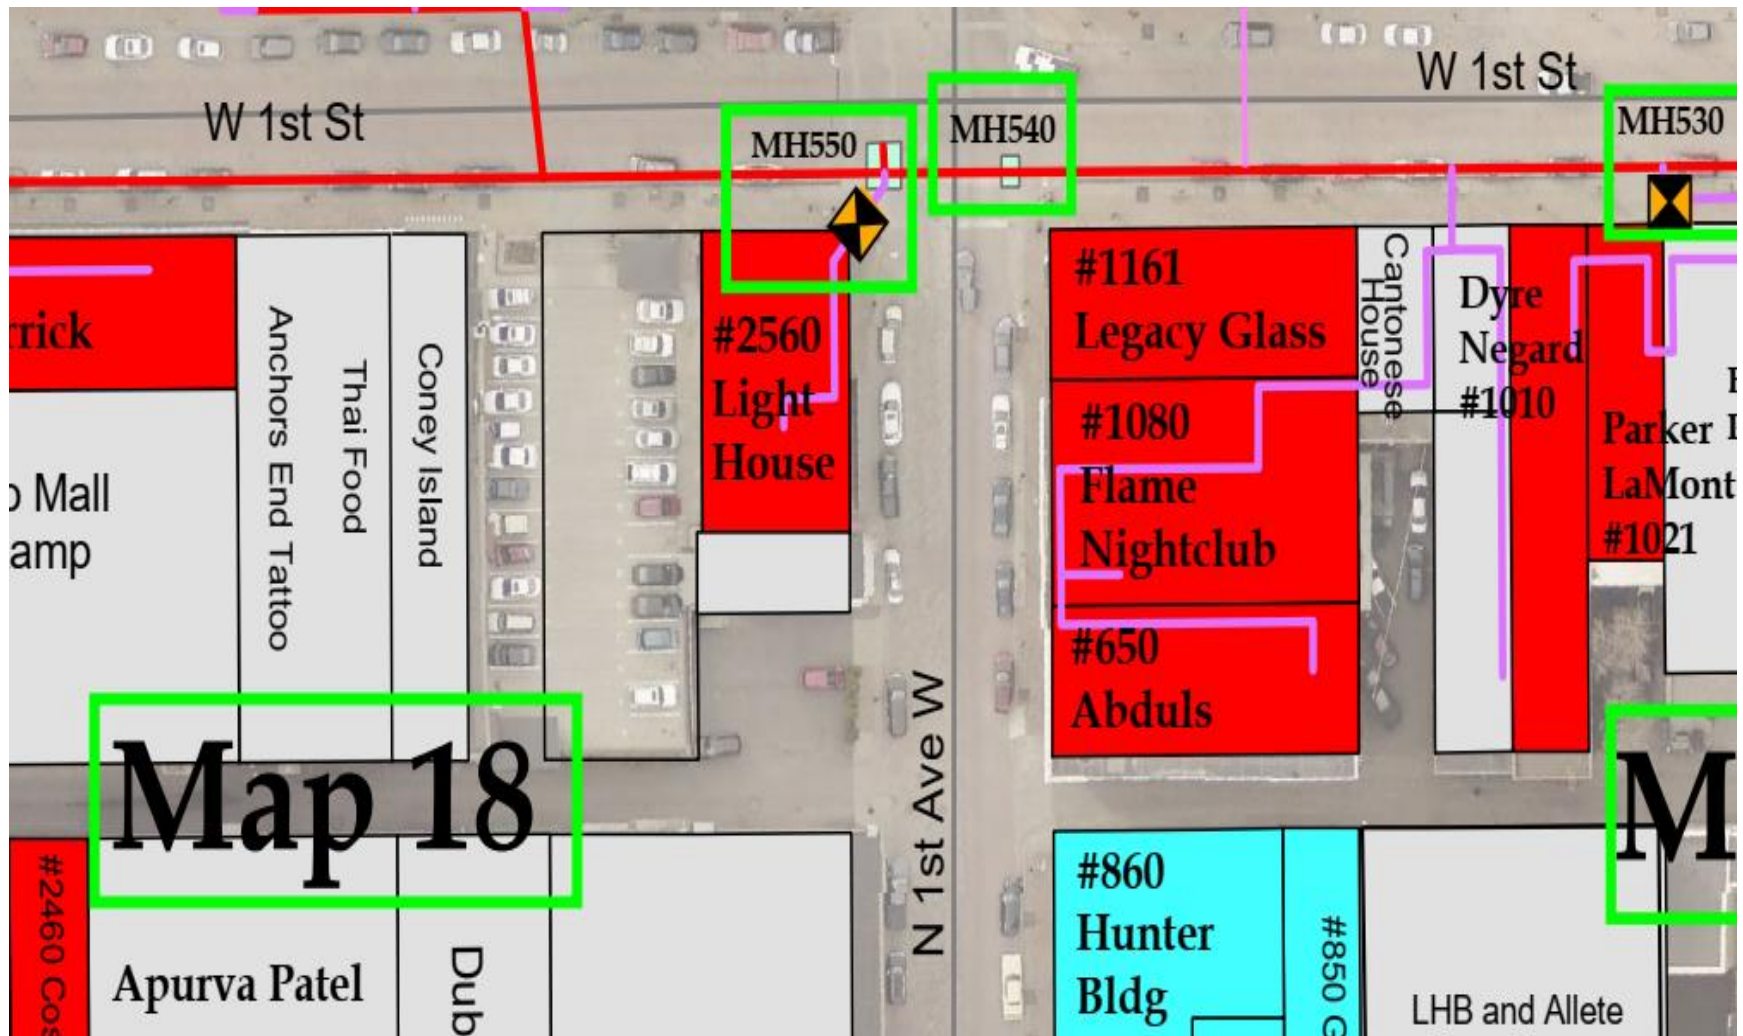 W 1st St
W 1st St
MH550
MH540
MH530
#1161
Legacy Glass
Cantonese
House
Dyre
Negard
#1010
rrick
Anchors End Tattoo
Thai Food
Coney Island
#2560
Light
House
#1080
Flame
Nightclub
Parker
LaMont
#1021
o Mall
amp
#650
Abduls
N 1st Ave W
Map 18
M
#2460 Cos
Apurva Patel
Dub
#860
Hunter
Bldg
#850 G
LHB and Allete